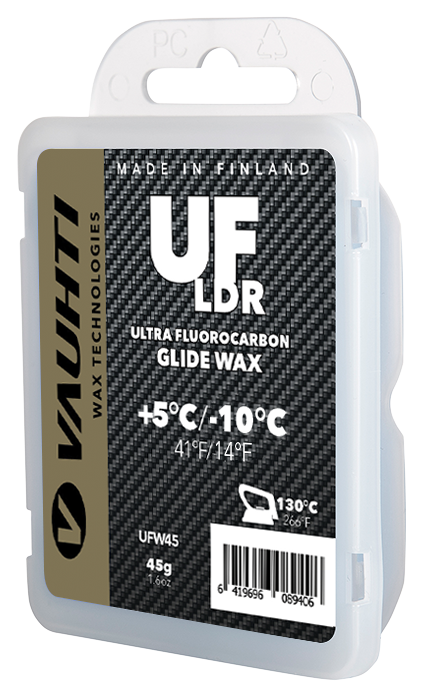 PC
MADE IN FINLAND
UF
LDR
ULTRA FLUOROCARBON
GLIDE WAX
+5°C/-10°C
41°F/14°F
130°C
266°F
UFW45
45g
1.6oz
6 419696 089406
VAUHTI
WAX TECHNOLOGIES